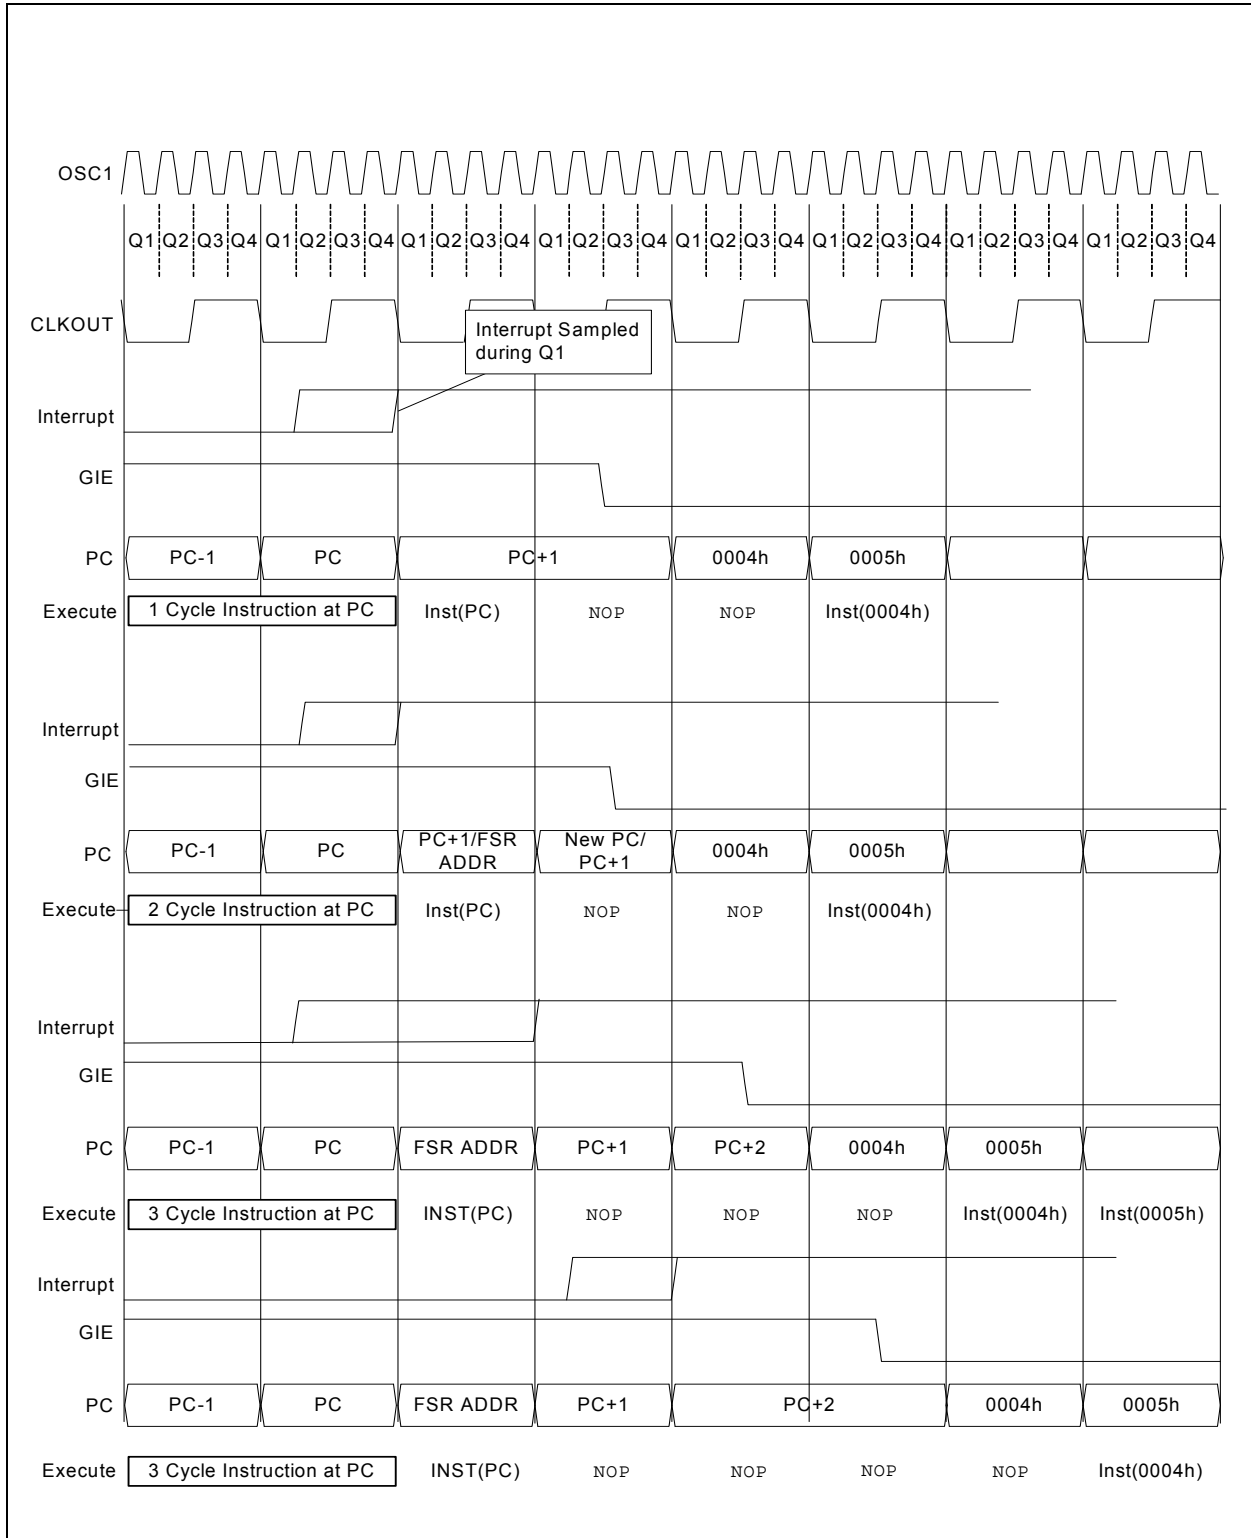 OSC1
Q1 Q2 Q3 Q4 Q1 Q2 Q3 Q4 Q1 Q2 Q3 Q4 Q1 Q2 Q3 Q4 Q1 Q2 Q3 Q4 Q1 Q2 Q3 Q4 Q1 Q2 Q3 Q4 Q1 Q2 Q3 Q4
CLKOUT
Interrupt Sampled
during Q1
Interrupt
GIE
PC PC-1 PC PC+1 0004h 0005h
Execute 1 Cycle Instruction at PC Inst(PC) NOP NOP Inst(0004h)
Interrupt
GIE
PC PC-1 PC PC+1/FSR ADDR New PC/ PC+1 0004h 0005h
Execute 2 Cycle Instruction at PC Inst(PC) NOP NOP Inst(0004h)
Interrupt
GIE
PC PC-1 PC FSR ADDR PC+1 PC+2 0004h 0005h
Execute 3 Cycle Instruction at PC INST(PC) NOP NOP NOP Inst(0004h) Inst(0005h)
Interrupt
GIE
PC PC-1 PC FSR ADDR PC+1 PC+2 0004h 0005h
Execute 3 Cycle Instruction at PC INST(PC) NOP NOP NOP NOP Inst(0004h)